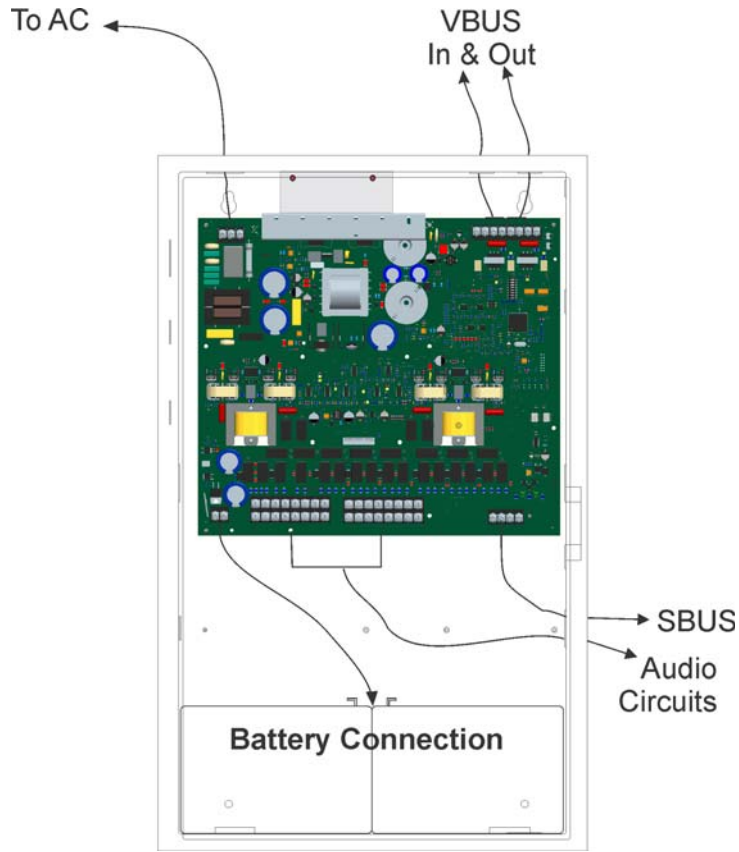 To AC
VBUS
In & Out
SBUS
Audio
Circuits
Battery Connection